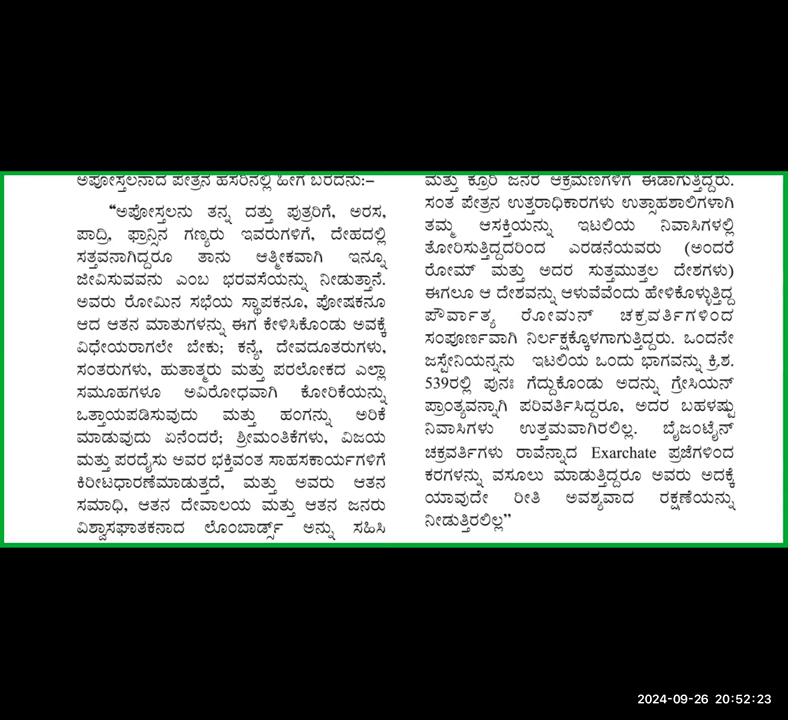 ಅಪೋಸ್ತಲನಾದ ಪೇತ್ರನ ಹೆಸರಿನಲ್ಲಿ ಹೀಗೆ ಬರೆದನು:–
“ಅಪೋಸ್ತಲನು ತನ್ನ ದತ್ತು ಪುತ್ರರಿಗೆ, ಅರಸ,
ಪಾದ್ರಿ, ಫ್ರಾನ್ಸಿನ ಗಣ್ಯರು ಇವರುಗಳಿಗೆ, ದೇಹದಲ್ಲಿ
ಸತ್ತವನಾಗಿದ್ದರೂ ತಾನು ಆತ್ಮೀಕವಾಗಿ ಇನ್ನೂ
ಜೀವಿಸುವವನು ಎಂಬ ಭರವಸೆಯನ್ನು ನೀಡುತ್ತಾನೆ.
ಅವರು ರೋಮಿನ ಸಭೆಯ ಸ್ಥಾಪಕನೂ, ಪೋಷಕನೂ
ಆದ ಆತನ ಮಾತುಗಳನ್ನು ಈಗ ಕೇಳಿಸಿಕೊಂಡು ಅವಕ್ಕೆ
ವಿಧೇಯರಾಗಲೇ ಬೇಕು; ಕನ್ಯೆ, ದೇವದೂತರುಗಳು,
ಸಂತರುಗಳು, ಹುತಾತ್ಮರು ಮತ್ತು ಪರಲೋಕದ ಎಲ್ಲಾ
ಸಮೂಹಗಳೂ ಅವಿರೋಧವಾಗಿ ಕೋರಿಕೆಯನ್ನು
ಒತ್ತಾಯಪಡಿಸುವುದು ಮತ್ತು ಹಂಗನ್ನು ಅರಿಕೆ
ಮಾಡುವುದು ಏನೆಂದರೆ; ಶ್ರೀಮಂತಿಕೆಗಳು, ವಿಜಯ
ಮತ್ತು ಪರದೈಸು ಅವರ ಭಕ್ತಿವಂತ ಸಾಹಸಕಾರ್ಯಗಳಿಗೆ
ಕಿರೀಟಧಾರಣೆಮಾಡುತ್ತದೆ, ಮತ್ತು ಅವರು ಆತನ
ಸಮಾಧಿ, ಆತನ ದೇವಾಲಯ ಮತ್ತು ಆತನ ಜನರು
ವಿಶ್ವಾಸಘಾತಕನಾದ ಲೊಂಬಾರ್ಡ್ಸ್ ಅನ್ನು ಸಹಿಸಿ
ಮತ್ತು ಕ್ರೂರಿ ಜನರ ಆಕ್ರಮಣಗಳಿಗೆ ಈಡಾಗುತ್ತಿದ್ದರು.
ಸಂತ ಪೇತ್ರನ ಉತ್ತರಾಧಿಕಾರಗಳು ಉತ್ಸಾಹಶಾಲಿಗಳಾಗಿ
ತಮ್ಮ ಆಸಕ್ತಿಯನ್ನು ಇಟಲಿಯ ನಿವಾಸಿಗಳಲ್ಲಿ
ತೋರಿಸುತ್ತಿದ್ದದರಿಂದ ಎರಡನೆಯವರು (ಅಂದರೆ
ರೋಮ್ ಮತ್ತು ಅದರ ಸುತ್ತಮುತ್ತಲ ದೇಶಗಳು)
ಈಗಲೂ ಆ ದೇಶವನ್ನು ಆಳುವೆವೆಂದು ಹೇಳಿಕೊಳ್ಳುತ್ತಿದ್ದ
ಪೌರ್ವಾತ್ಯ ರೋಮನ್ ಚಕ್ರವರ್ತಿಗಳಿಂದ
ಸಂಪೂರ್ಣವಾಗಿ ನಿರ್ಲಕ್ಷಕ್ಕೊಳಗಾಗುತ್ತಿದ್ದರು. ಒಂದನೇ
ಜಸ್ಪೇನಿಯನ್ನನು ಇಟಲಿಯ ಒಂದು ಭಾಗವನ್ನು ಕ್ರಿ.ಶ.
539ರಲ್ಲಿ ಪುನಃ ಗೆದ್ದುಕೊಂಡು ಅದನ್ನು ಗ್ರೇಸಿಯನ್
ಪ್ರಾಂತ್ಯವನ್ನಾಗಿ ಪರಿವರ್ತಿಸಿದ್ದರೂ, ಅದರ ಬಹಳಷ್ಟು
ನಿವಾಸಿಗಳು ಉತ್ತಮವಾಗಿರಲಿಲ್ಲ. ಬೈಜಂಟೈನ್
ಚಕ್ರವರ್ತಿಗಳು ರಾವೆನ್ನಾದ Exarchate ಪ್ರಜೆಗಳಿಂದ
ಕರಗಳನ್ನು ವಸೂಲು ಮಾಡುತ್ತಿದ್ದರೂ ಅವರು ಅದಕ್ಕೆ
ಯಾವುದೇ ರೀತಿ ಅವಶ್ಯವಾದ ರಕ್ಷಣೆಯನ್ನು
ನೀಡುತ್ತಿರಲಿಲ್ಲ”
2024-09-26 20:52:23